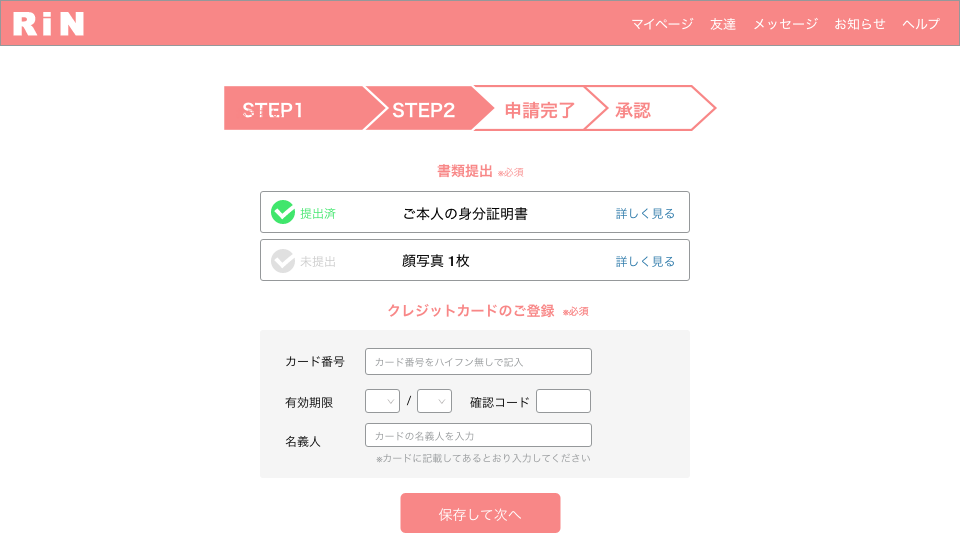 RiN
マイページ 友達 メッセージ お知らせ ヘルプ
STEP1 STEP2 申請完了 承認
書類提出 ※必須
提出済 ご本人の身分証明書 詳しく見る
未提出 顔写真 1枚 詳しく見る
クレジットカードのご登録 ※必須
カード番号 カード番号をハイフン無しで記入
有効期限 / 確認コード
名義人 カードの名義人を入力
※カードに記載してあるとおり入力してください
保存して次へ